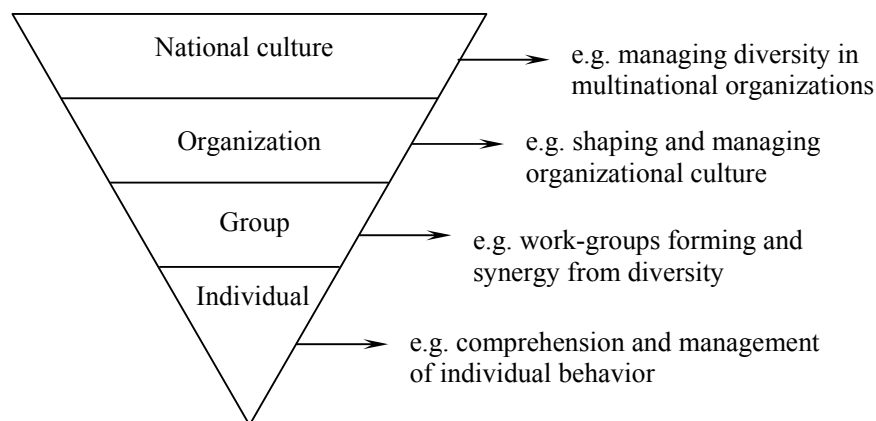 National culture
e.g. managing diversity in
multinational organizations
Organization
e.g. shaping and managing
organizational culture
Group
e.g. work-groups forming and
synergy from diversity
Individual
e.g. comprehension and management
of individual behavior